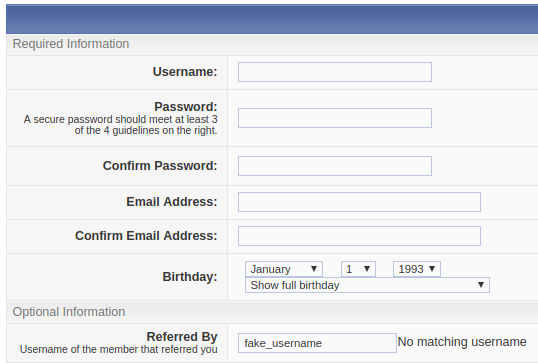 Required Information
Username:
Password:
A secure password should meet at least 3
of the 4 guidelines on the right.
Confirm Password:
Email Address:
Confirm Email Address:
Birthday:
January 1 1993
Show full birthday
Optional Information
Referred By
Username of the member that referred you
fake_username No matching username